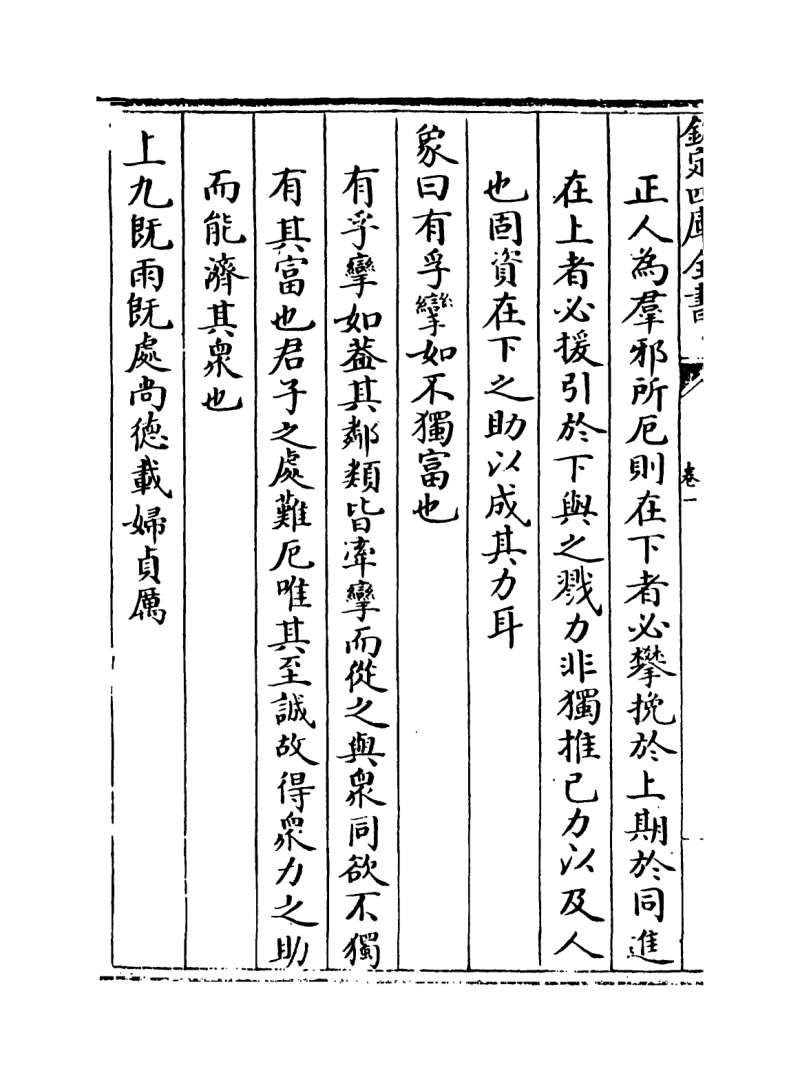 欽定四庫全書
卷一
正人為羣邪所厄則在下者必攀挽於上期於同進
在上者必援引於下與之戮力非獨推己力以及人
也固資在下之助以成其力耳
象曰有孚攣如不獨富也
有孚攣如葢其鄰類皆牽攣而從之與衆同欲不獨
有其富也君子之處難厄唯其至誠故得衆力之助
而能濟其衆也
上九既雨既處尚德載婦貞厲